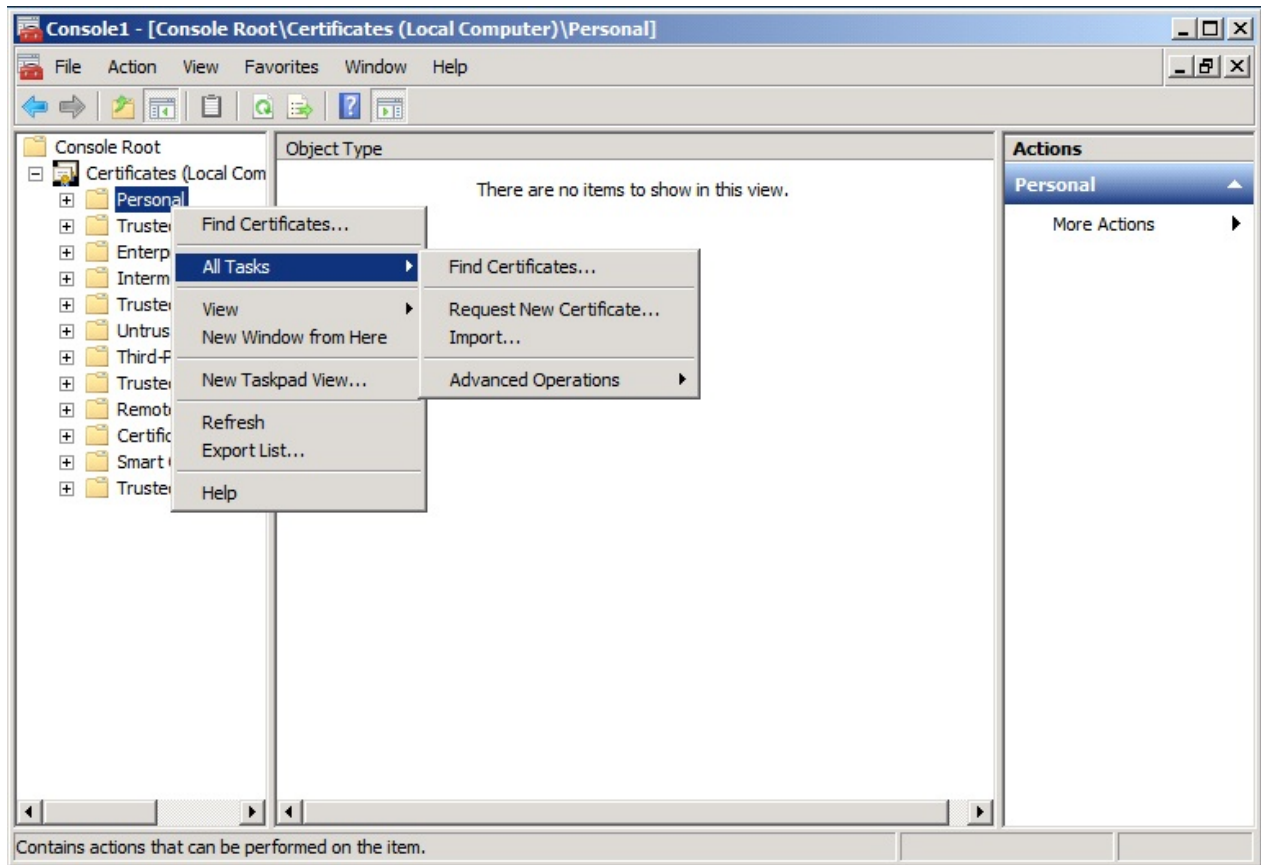 Console1 - [Console Root\Certificates (Local Computer)\Personal]
File Action View Favorites Window Help
Console Root
Certificates (Local Com
Personal
Truste
Enterp
Interm
Truste
Untrus
Third-P
Truste
Remot
Certific
Smart
Truste
Find Certificates...
All Tasks
View
New Window from Here
New Taskpad View...
Refresh
Export List...
Help
Find Certificates...
Request New Certificate...
Import...
Advanced Operations
Object Type
There are no items to show in this view.
Actions
Personal
More Actions
Contains actions that can be performed on the item.